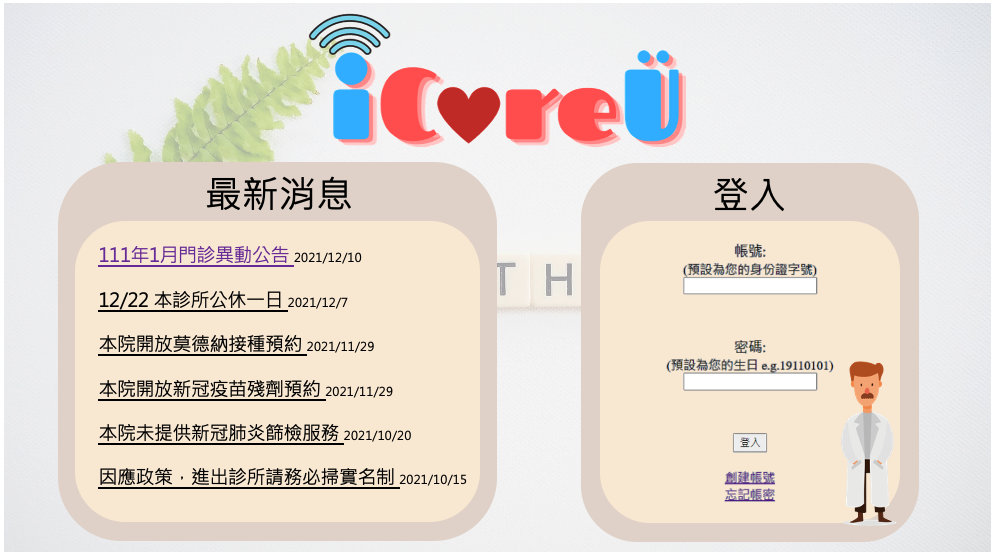 iCareÜ
最新消息
111年1月門診異動公告 2021/12/10
12/22 本診所公休一日 2021/12/7
本院開放莫德納接種預約 2021/11/29
本院開放新冠疫苗殘劑預約 2021/11/29
本院未提供新冠肺炎篩檢服務 2021/10/20
因應政策，進出診所請務必掃實名制 2021/10/15
TH
登入
帳號:
(預設為您的身份證字號)
密碼:
(預設為您的生日 e.g.19110101)
登入
創建帳號
忘記帳密